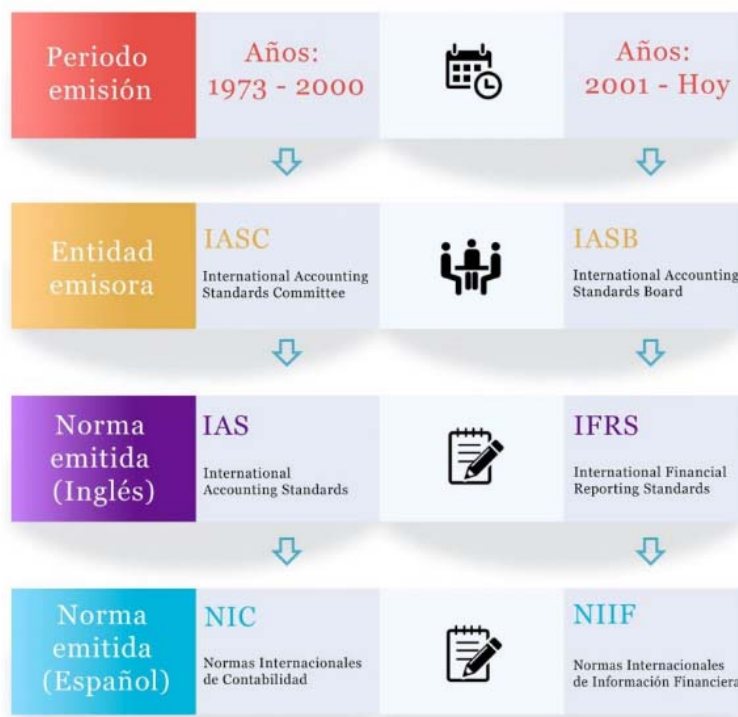 Periodo
emisión
Años:
1973 - 2000
Años:
2001 - Hoy
Entidad
emisora
IASC
International Accounting
Standards Committee
IASB
International Accounting
Standards Board
Norma
emitida
(Inglés)
IAS
International
Accounting Standards
IFRS
International Financial
Reporting Standards
Norma
emitida
(Español)
NIC
Normas Internacionales
de Contabilidad
NIIF
Normas Internacionales
de Información Financiera